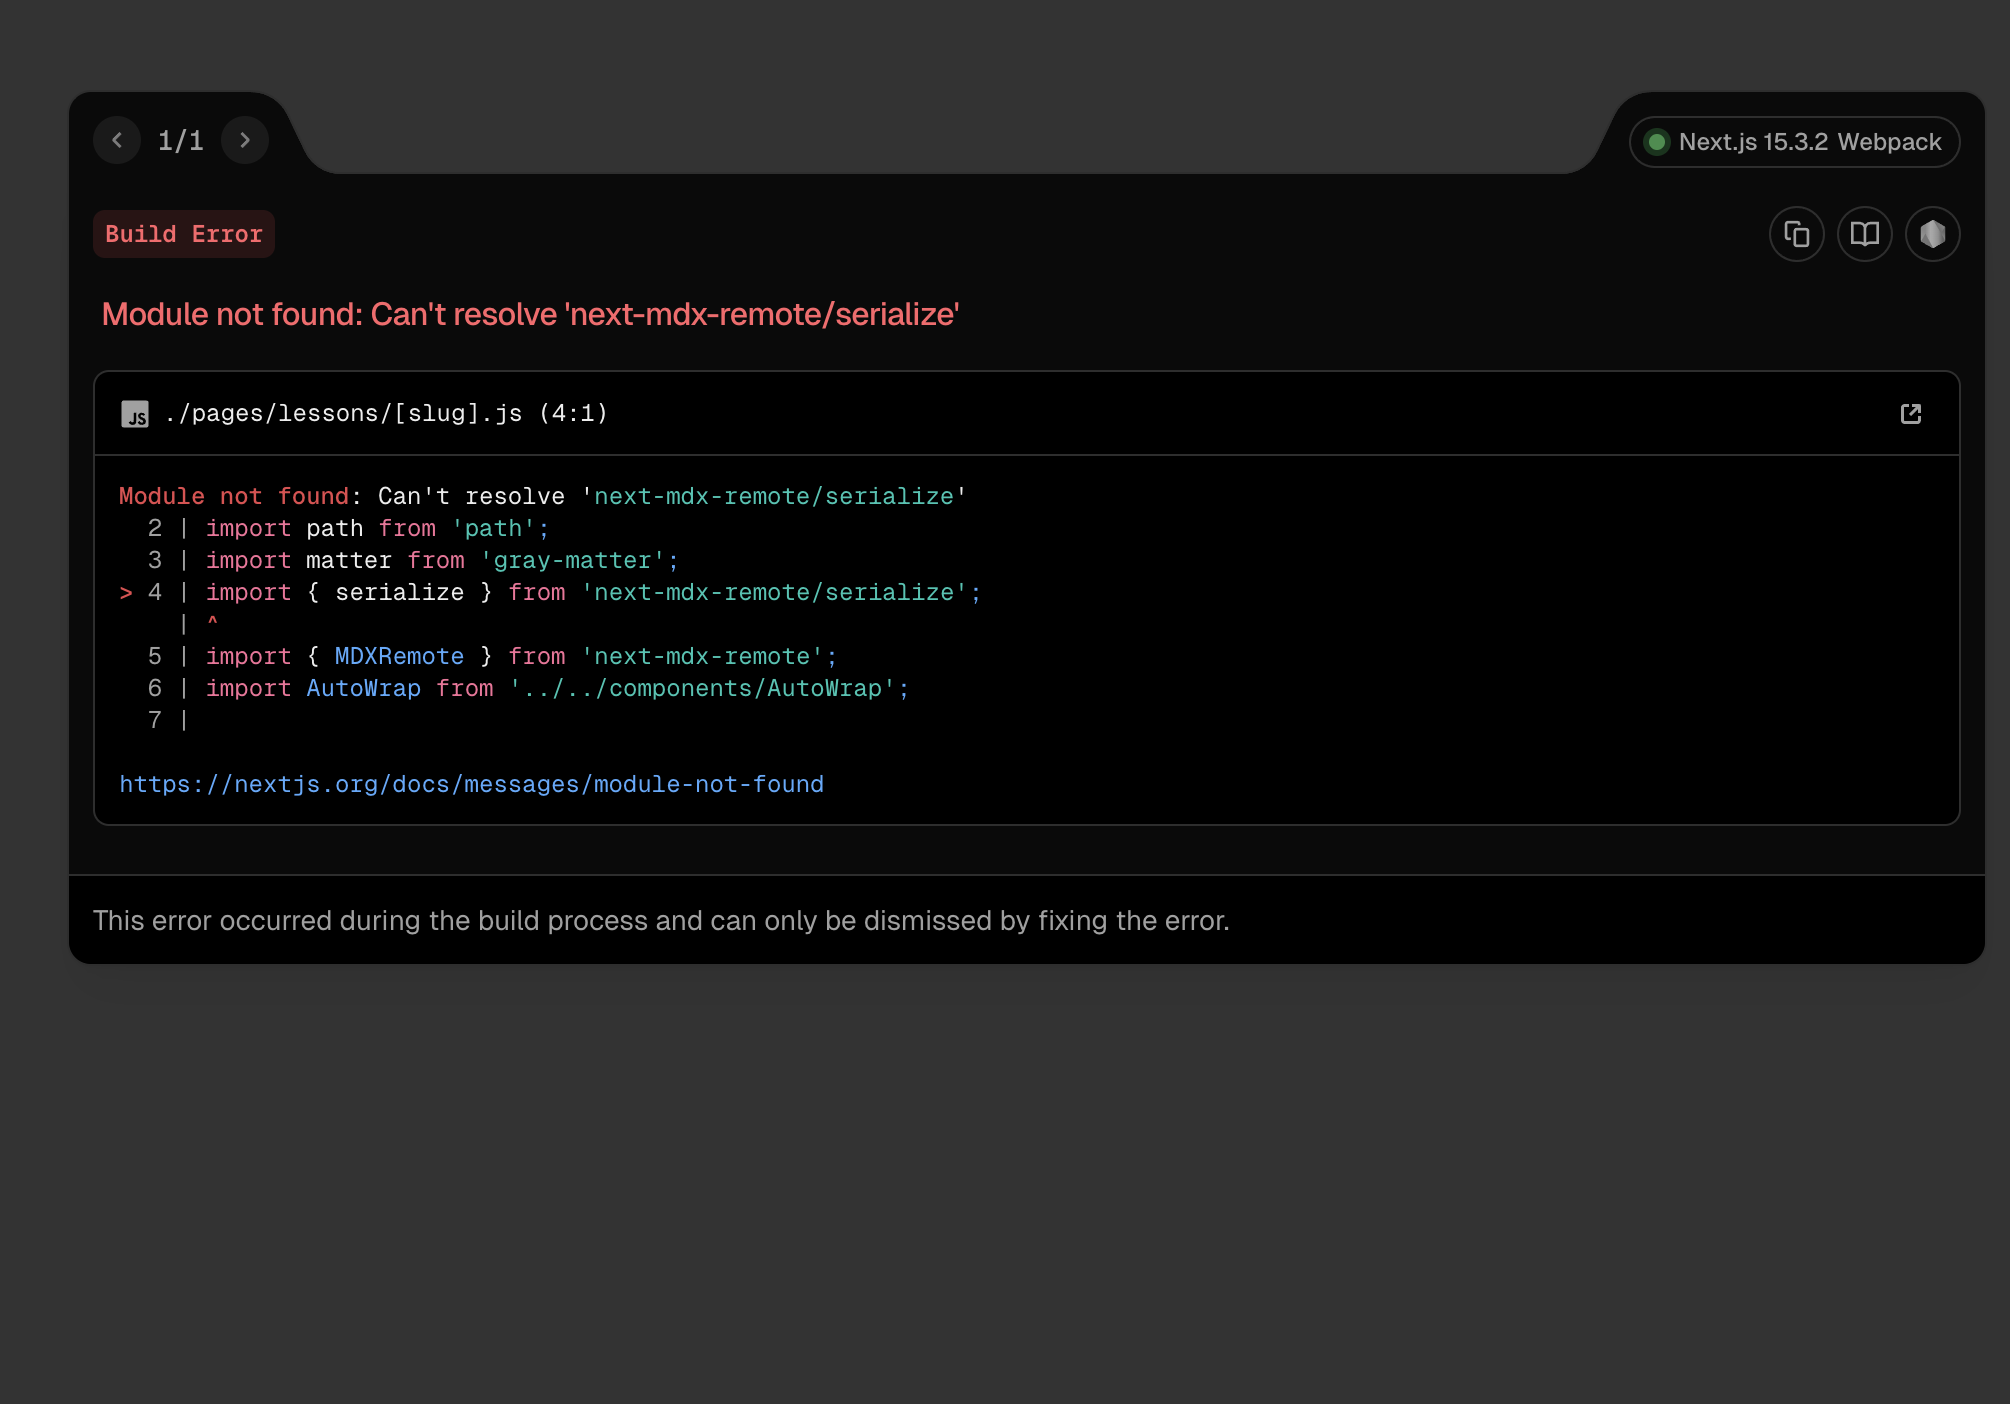 1/1
Next.js 15.3.2 Webpack
Build Error
Module not found: Can't resolve 'next-mdx-remote/serialize'
JS ./pages/lessons/[slug].js (4:1)
Module not found: Can't resolve 'next-mdx-remote/serialize'
2 | import path from 'path';
3 | import matter from 'gray-matter';
> 4 | import { serialize } from 'next-mdx-remote/serialize';
| ^
5 | import { MDXRemote } from 'next-mdx-remote';
6 | import AutoWrap from '../../components/AutoWrap';
7 |
https://nextjs.org/docs/messages/module-not-found
This error occurred during the build process and can only be dismissed by fixing the error.